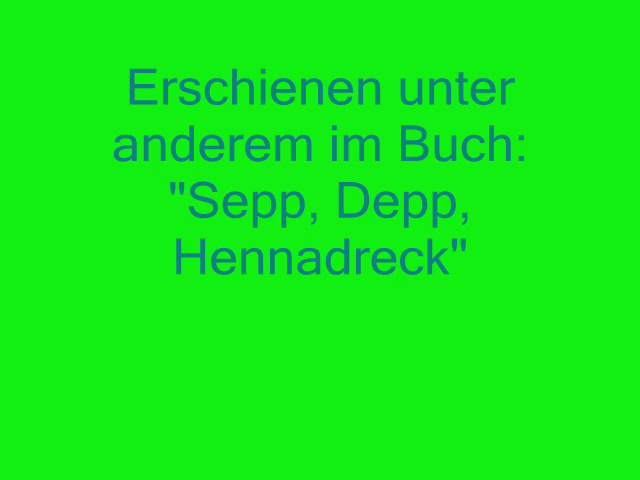 Erschienen unter
anderem im Buch:
"Sepp, Depp,
Hennadreck"